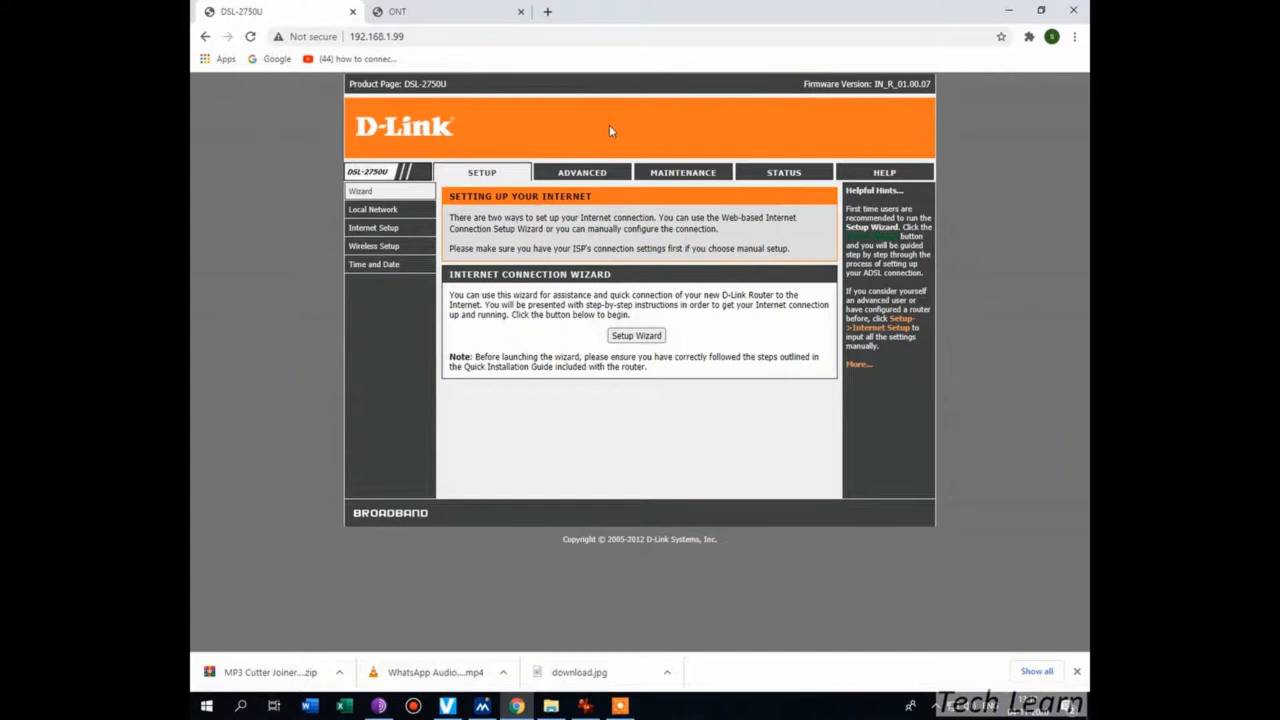 DSL-2750U
ONT
Not secure
192.168.1.99
S
Apps
Google
(44) how to connec...
Product Page: DSL-2750U
Firmware Version: IN_R_01.00.07
D-Link
DSL-2750U
SETUP
ADVANCED
MAINTENANCE
STATUS
HELP
Wizard
Local Network
Internet Setup
Wireless Setup
Time and Date
SETTING UP YOUR INTERNET
There are two ways to set up your Internet connection. You can use the Web-based Internet
Connection Setup Wizard or you can manually configure the connection.
Please make sure you have your ISP's connection settings first if you choose manual setup.
INTERNET CONNECTION WIZARD
You can use this wizard for assistance and quick connection of your new D-Link Router to the
Internet. You will be presented with step-by-step instructions in order to get your Internet connection
up and running. Click the button below to begin.
Setup Wizard
Note: Before launching the wizard, please ensure you have correctly followed the steps outlined in
the Quick Installation Guide included with the router.
Helpful Hints...
First time users are
recommended to run the
Setup Wizard. Click the
button
and you will be guided
step by step through the
process of setting up
your ADSL connection.
If you consider yourself
an advanced user or
have configured a router
before, click Setup-
>Internet Setup to
input all the settings
manually.
More...
BROADBAND
Copyright © 2005-2012 D-Link Systems, Inc.
MP3 Cutter Joiner....zip
WhatsApp Audio....mp4
download.jpg
Show all
ENG
Tech Learn